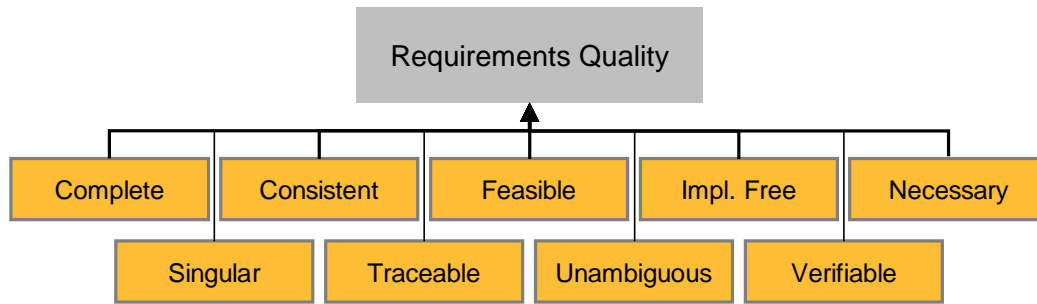 Requirements Quality
Complete
Consistent
Feasible
Impl. Free
Necessary
Singular
Traceable
Unambiguous
Verifiable